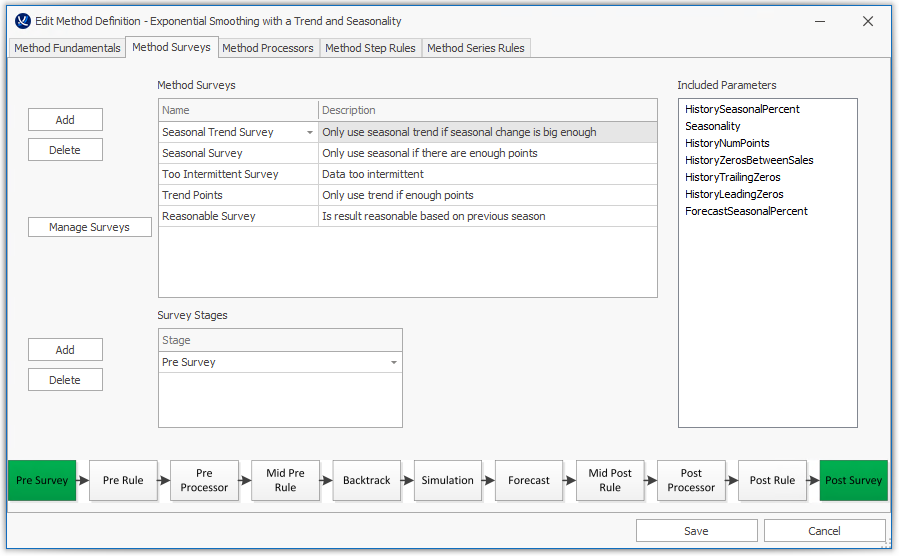 Edit Method Definition - Exponential Smoothing with a Trend and Seasonality
Method Fundamentals Method Surveys Method Processors Method Step Rules Method Series Rules
Method Surveys
Included Parameters
Add
Delete
Manage Surveys
Name Description
Seasonal Trend Survey Only use seasonal trend if seasonal change is big enough
Seasonal Survey Only use seasonal if there are enough points
Too Intermittent Survey Data too intermittent
Trend Points Only use trend if enough points
Reasonable Survey Is result reasonable based on previous season
HistorySeasonalPercent
Seasonality
HistoryNumPoints
HistoryZerosBetweenSales
HistoryTrailingZeros
HistoryLeadingZeros
ForecastSeasonalPercent
Survey Stages
Add
Delete
Stage
Pre Survey
Pre Survey
Pre Rule
Pre
Processor
Mid Pre
Rule
Backtrack
Simulation
Forecast
Mid Post
Rule
Post
Processor
Post Rule
Post Survey
Save
Cancel